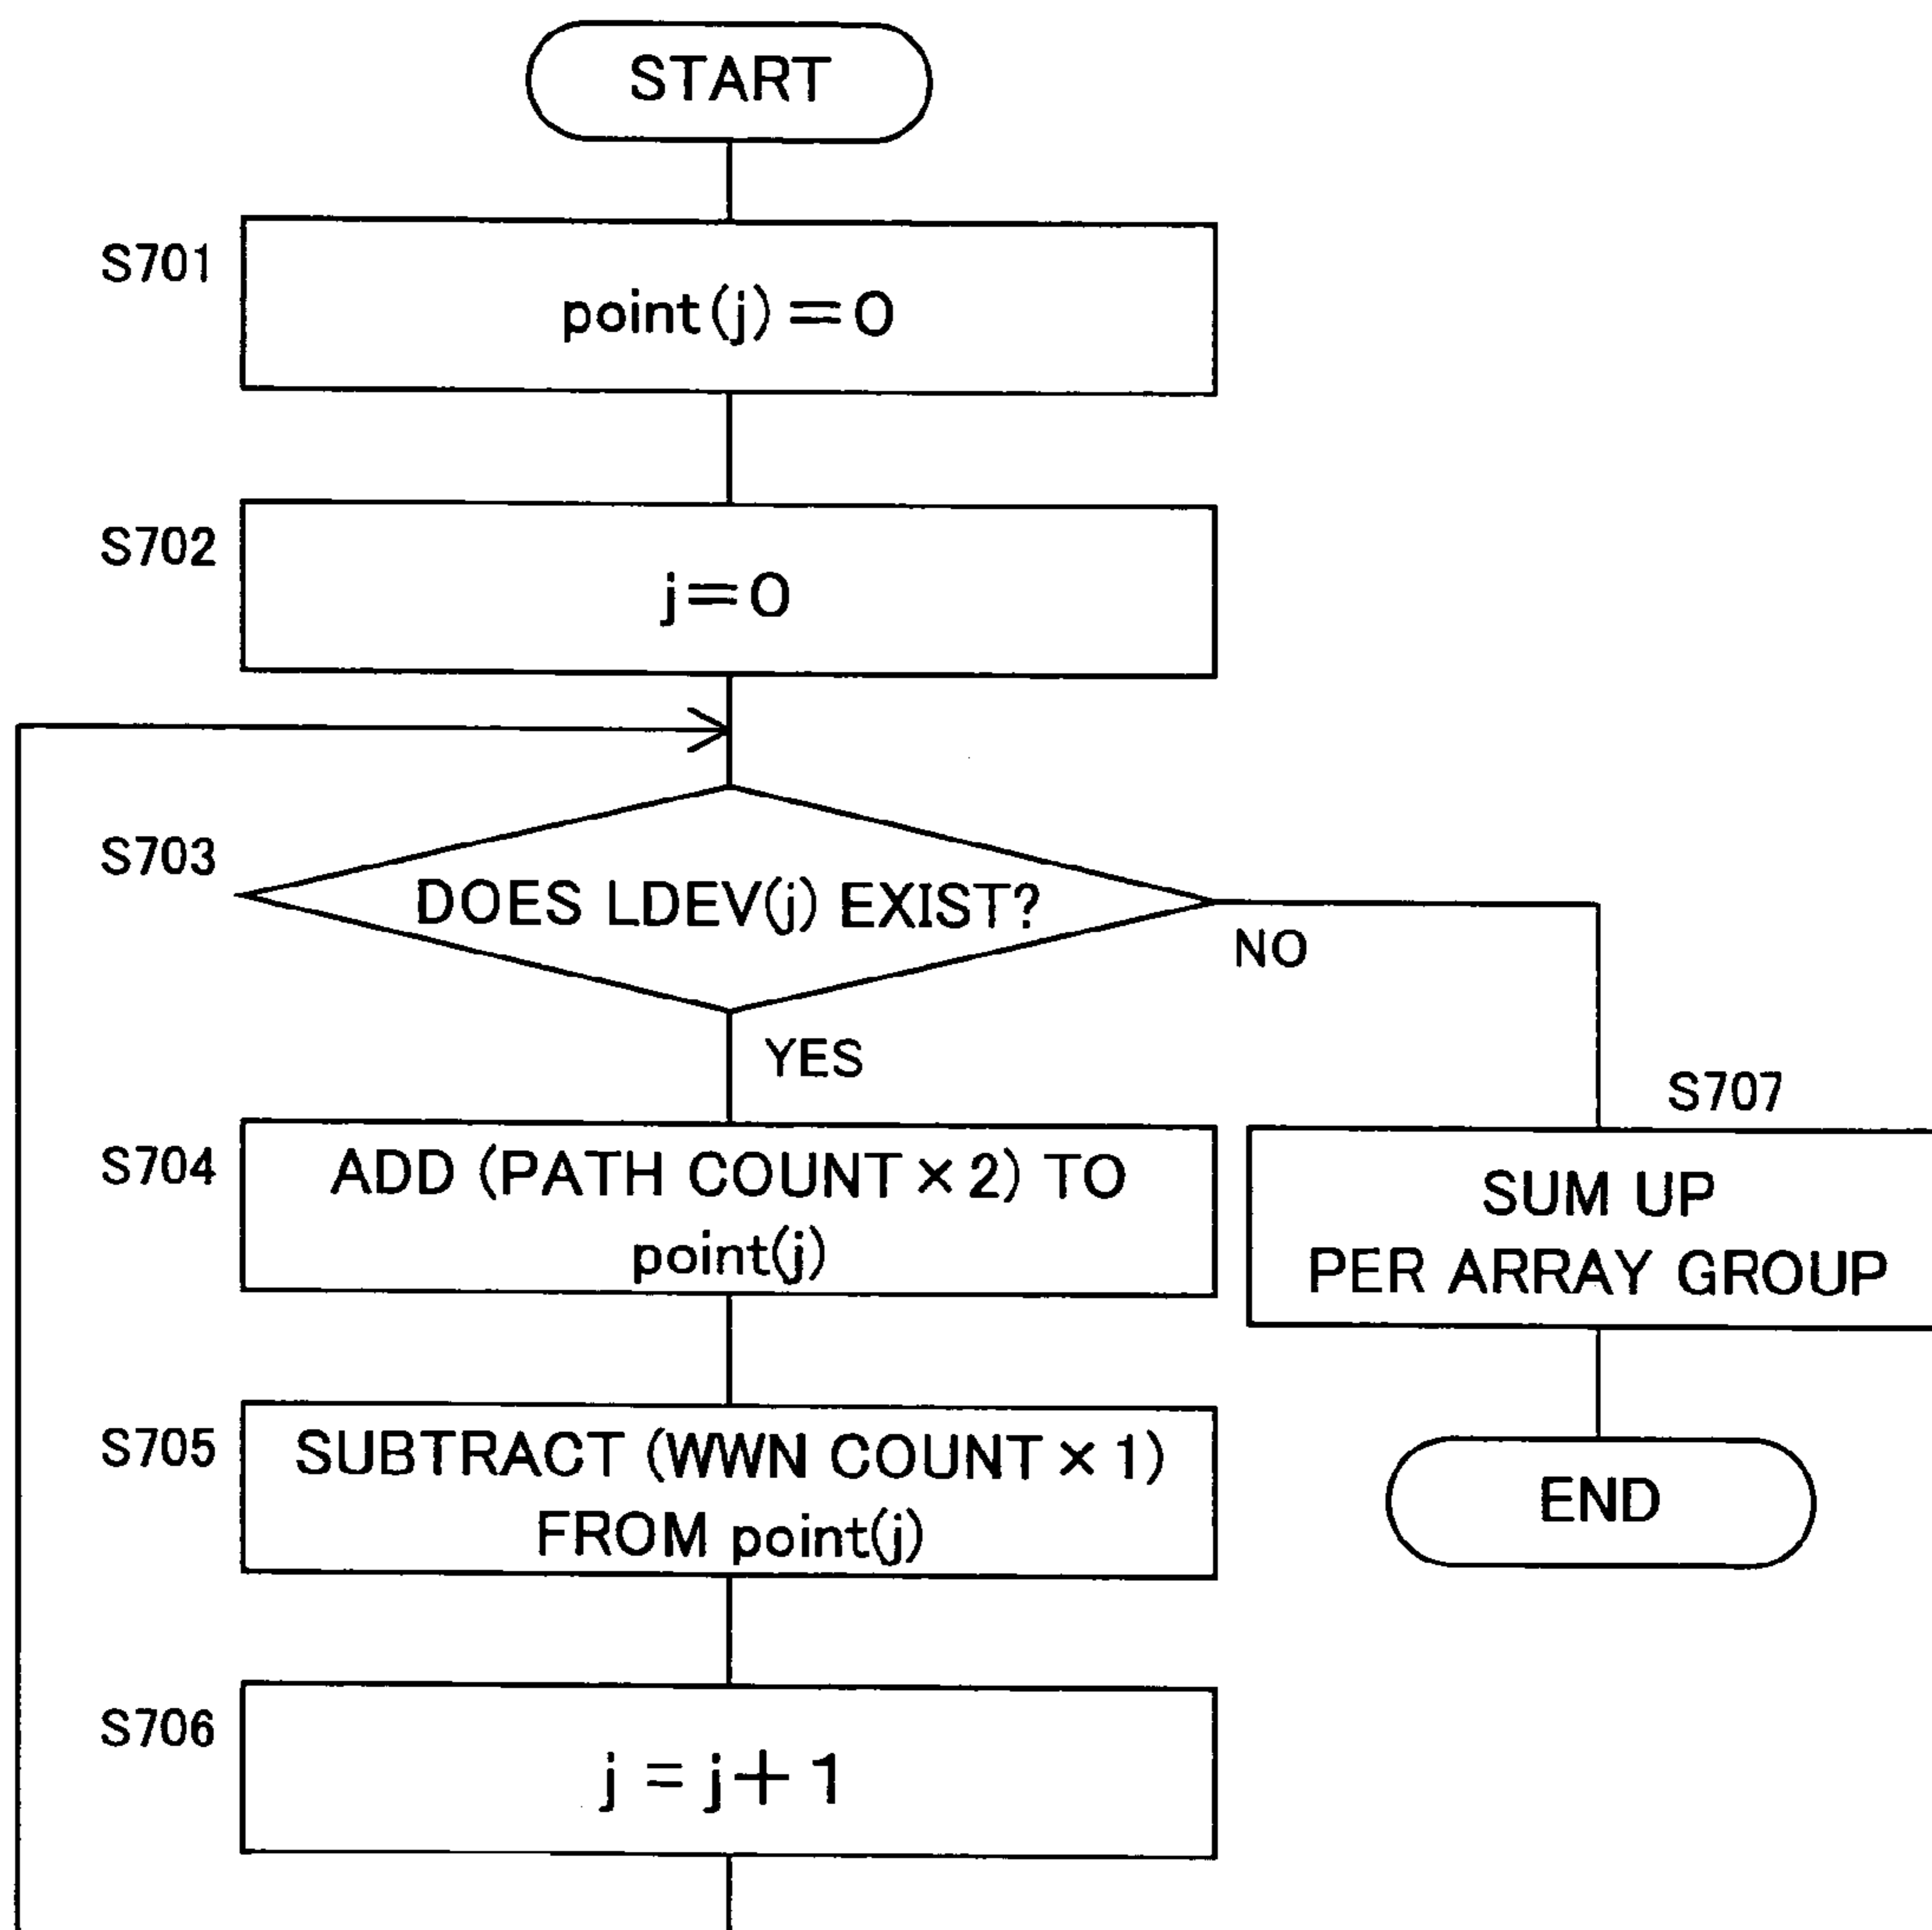 START
S701
point(j)=0
S702
j=0
S703
DOES LDEV(j) EXIST?
NO
YES
S704
ADD (PATH COUNT×2) TO
point(j)
S707
SUM UP
PER ARRAY GROUP
S705
SUBTRACT (WWN COUNT×1)
FROM point(j)
END
S706
j=j+1